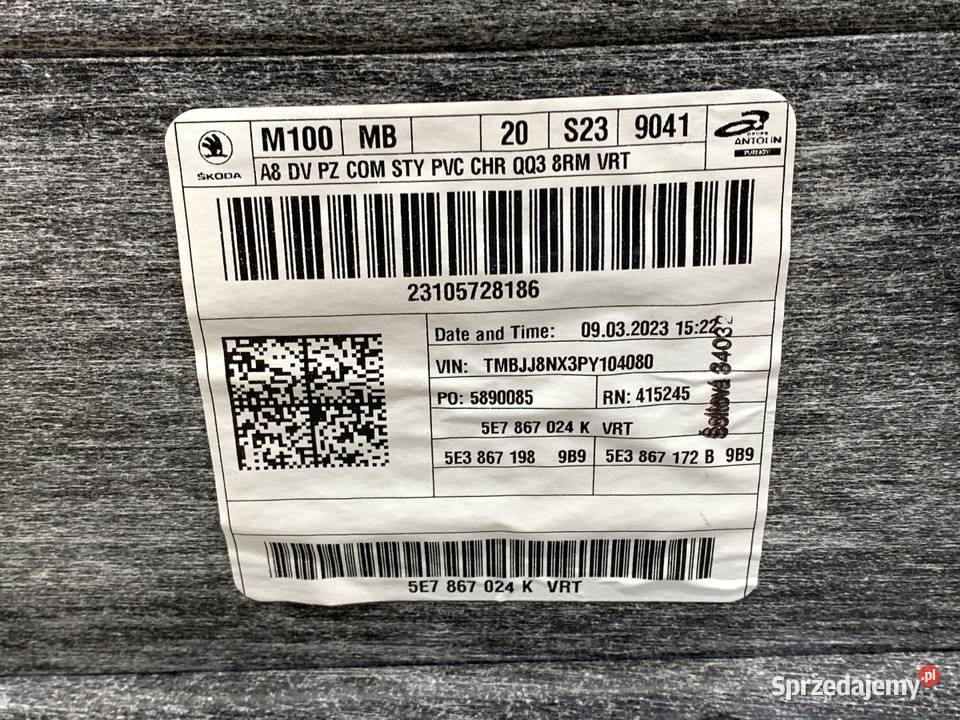 M100 MB 20 S23 9041
ŠKODA
GRUPO
ANTOLIN
TURNOV
A8 DV PZ COM STY PVC CHR QQ3 8RM VRT
23105728186
Date and Time: 09.03.2023 15:22
VIN: TMBJJ8NX3PY104080
PO: 5890085 RN: 415245
5E7 867 024 K VRT
5E3 867 198 9B9 5E3 867 172 B 9B9
5E7 867 024 K VRT
Sprzedajemy.pl